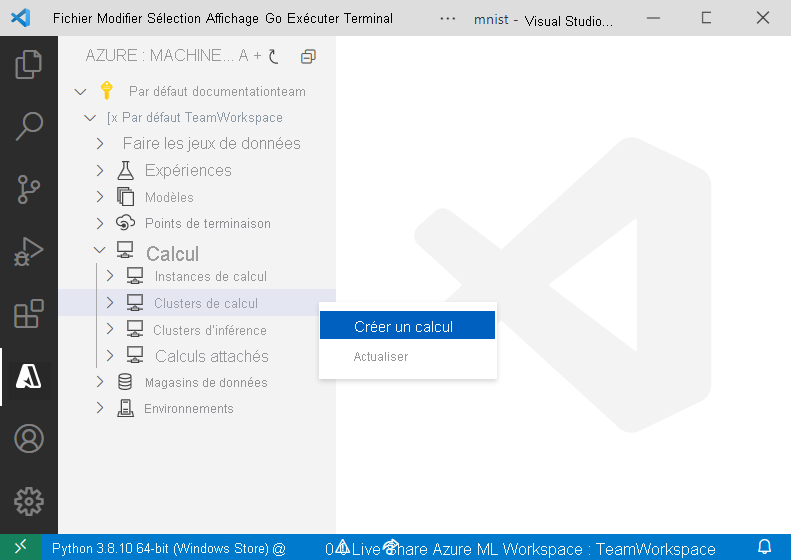 Fichier Modifier Sélection Affichage Go Exécuter Terminal ··· mnist - Visual Studio...
AZURE : MACHINE... A +
Par défaut documentationteam
[x Par défaut TeamWorkspace
Faire les jeux de données
Expériences
Modèles
Points de terminaison
Calcul
Instances de calcul
Clusters de calcul
Créer un calcul
Clusters d'inférence
Actualiser
Calculs attachés
Magasins de données
Environnements
Python 3.8.10 64-bit (Windows Store) @ 0 Live Share Azure ML Workspace : TeamWorkspace